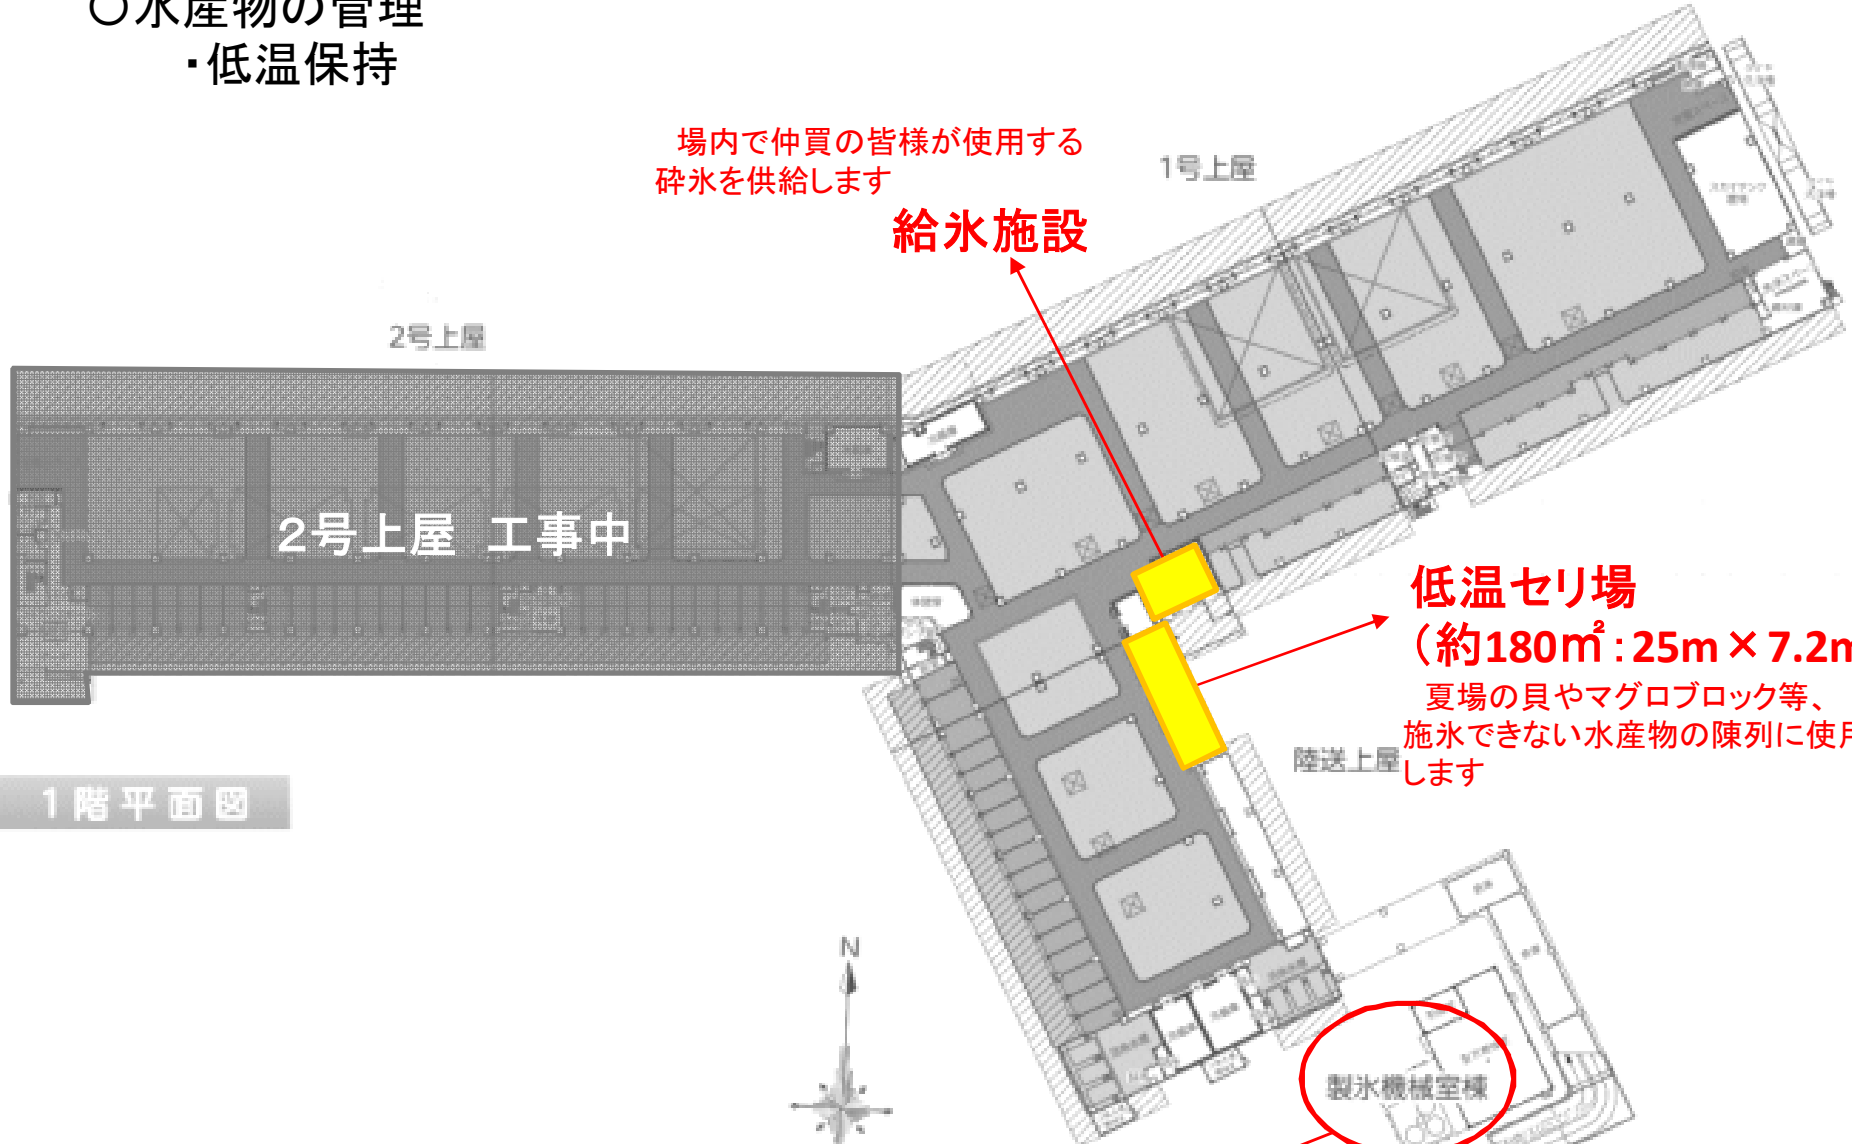 ○水産物の管理
・低温保持
場内で仲買の皆様が使用する
砕氷を供給します
給氷施設
1号上屋
2号上屋
2号上屋 工事中
低温セリ場
（約180㎡：25m×7.2m
夏場の貝やマグロブロック等、
施氷できない水産物の陳列に使用
します
陸送上屋
1階平面図
N
製氷機械室棟